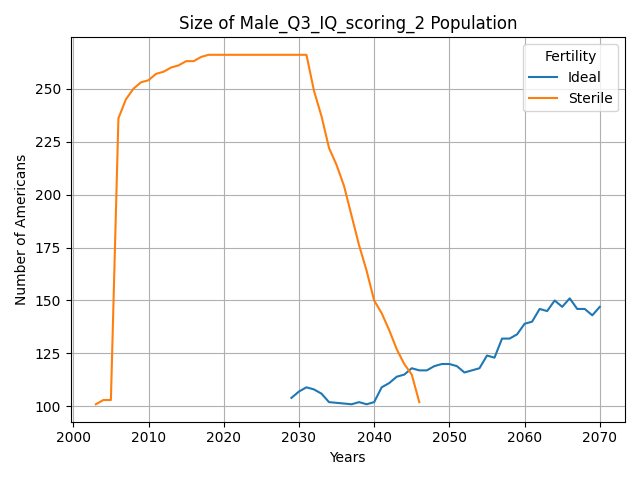 Size of Male_Q3_IQ_scoring_2 Population
Fertility
Ideal
Sterile
Number of Americans
250
225
200
175
150
125
100
2000 2010 2020 2030 2040 2050 2060 2070
Years